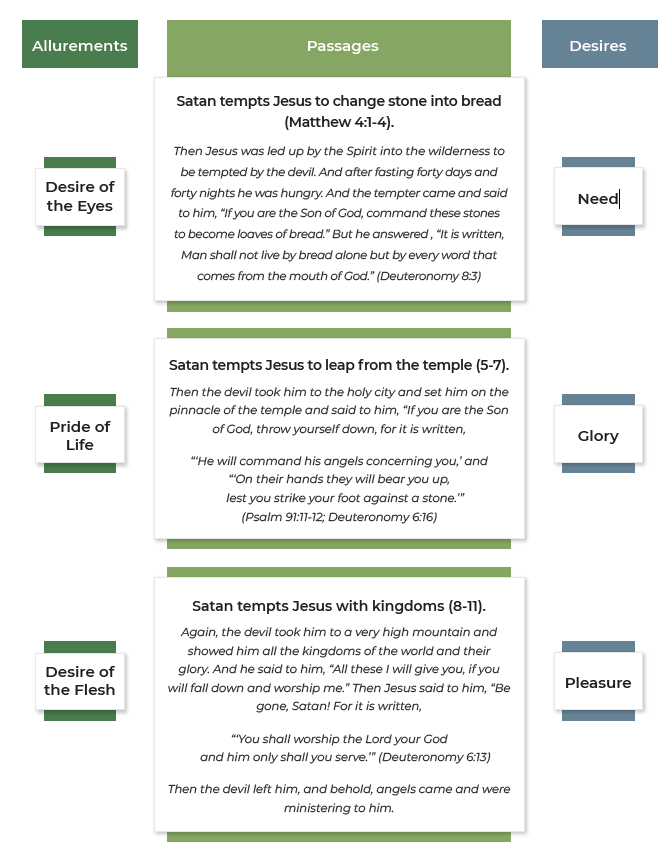 Allurements
Passages
Desires
Satan tempts Jesus to change stone into bread
(Matthew 4:1-4).
Then Jesus was led up by the Spirit into the wilderness to
be tempted by the devil. And after fasting forty days and
forty nights he was hungry. And the tempter came and said
to him, “If you are the Son of God, command these stones
to become loaves of bread.” But he answered , “It is written,
Man shall not live by bread alone but by every word that
comes from the mouth of God.” (Deuteronomy 8:3)
Desire of
the Eyes
Need
Satan tempts Jesus to leap from the temple (5-7).
Then the devil took him to the holy city and set him on the
pinnacle of the temple and said to him, “If you are the Son
of God, throw yourself down, for it is written,
“‘He will command his angels concerning you,’ and
“‘On their hands they will bear you up,
lest you strike your foot against a stone.’”
(Psalm 91:11-12; Deuteronomy 6:16)
Pride of
Life
Glory
Satan tempts Jesus with kingdoms (8-11).
Again, the devil took him to a very high mountain and
showed him all the kingdoms of the world and their
glory. And he said to him, “All these I will give you, if you
will fall down and worship me.” Then Jesus said to him, “Be
gone, Satan! For it is written,
“‘You shall worship the Lord your God
and him only shall you serve.’” (Deuteronomy 6:13)
Then the devil left him, and behold, angels came and were
ministering to him.
Desire of
the Flesh
Pleasure